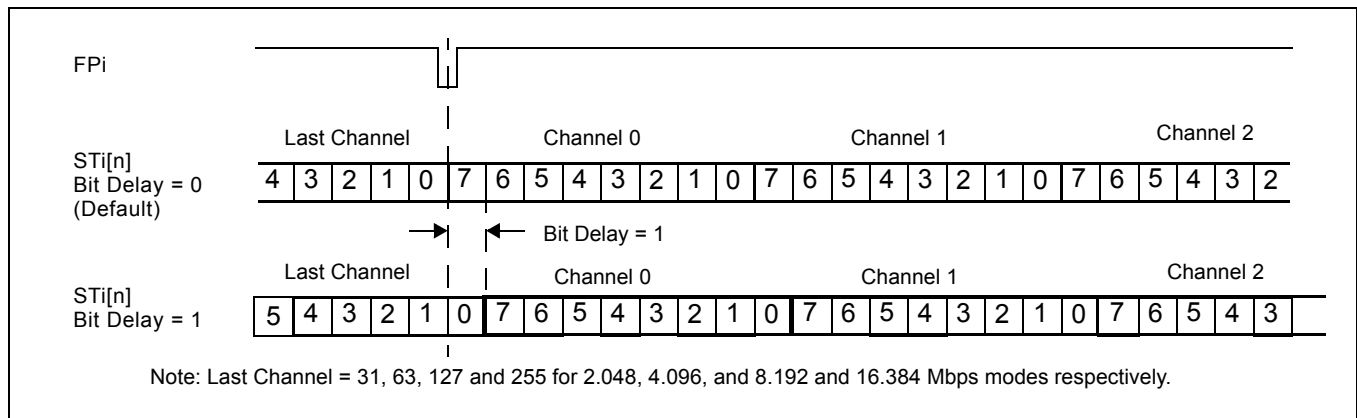 FPi
Last Channel Channel 0 Channel 1 Channel 2
STi[n]
Bit Delay = 0
(Default)
4 3 2 1 0 7 6 5 4 3 2 1 0 7 6 5 4 3 2 1 0 7 6 5 4 3 2
Bit Delay = 1
Last Channel Channel 0 Channel 1 Channel 2
STi[n]
Bit Delay = 1
5 4 3 2 1 0 7 6 5 4 3 2 1 0 7 6 5 4 3 2 1 0 7 6 5 4 3
Note: Last Channel = 31, 63, 127 and 255 for 2.048, 4.096, and 8.192 and 16.384 Mbps modes respectively.